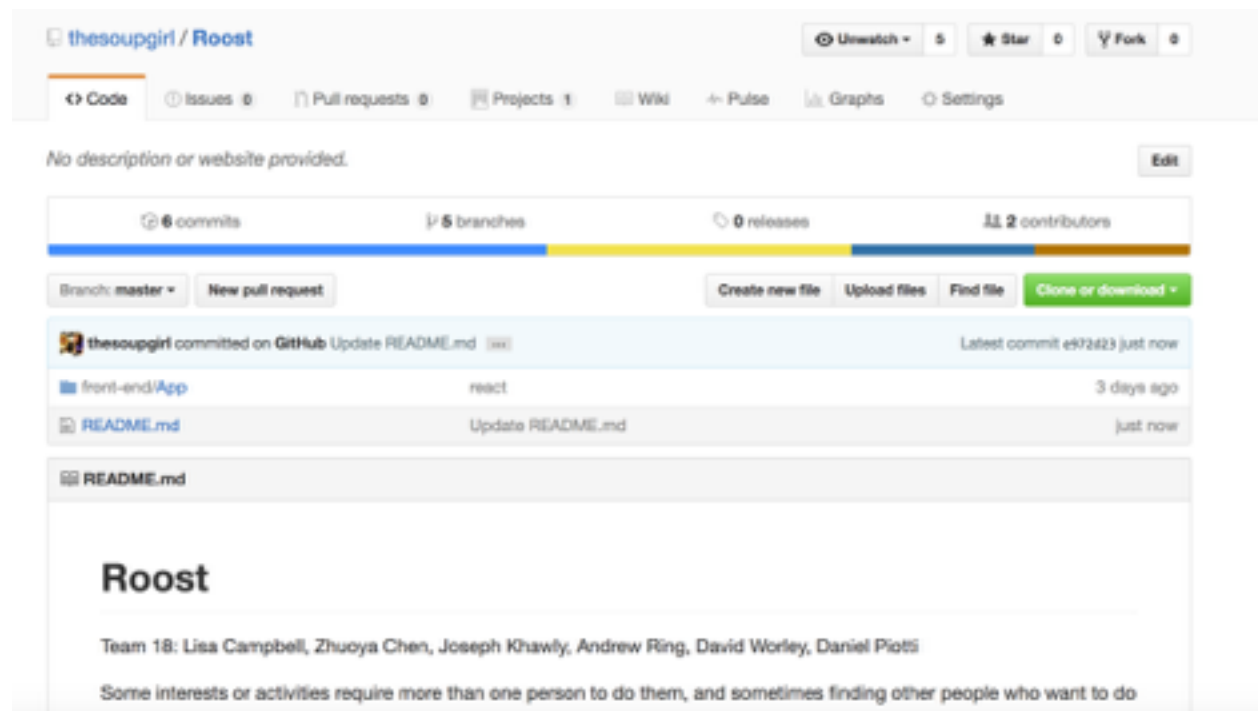 thesoupgirl / Roost
Unwatch 5 Star 0 Fork 0
Code Issues 0 Pull requests 0 Projects 1 Wiki Pulse Graphs Settings
No description or website provided. Edit
6 commits 5 branches 0 releases 2 contributors
Branch: master New pull request Create new file Upload files Find file Clone or download
thesoupgirl committed on GitHub Update README.md ... Latest commit e972d23 just now
front-end/App react 3 days ago
README.md Update README.md just now
README.md
Roost
Team 18: Lisa Campbell, Zhuoya Chen, Joseph Khawly, Andrew Ring, David Worley, Daniel Piotti
Some interests or activities require more than one person to do them, and sometimes finding other people who want to do